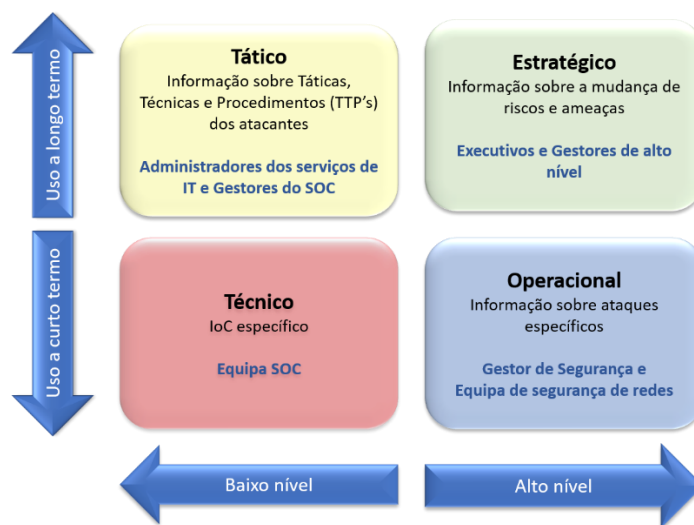 Uso a longo termo
Tático
Informação sobre Táticas,
Técnicas e Procedimentos (TTP's)
dos atacantes
Administradores dos serviços de
IT e Gestores do SOC
Estratégico
Informação sobre a mudança de
riscos e ameaças
Executivos e Gestores de alto
nível
Uso a curto termo
Técnico
IoC específico
Equipa SOC
Operacional
Informação sobre ataques
específicos
Gestor de Segurança e
Equipa de segurança de redes
Baixo nível
Alto nível